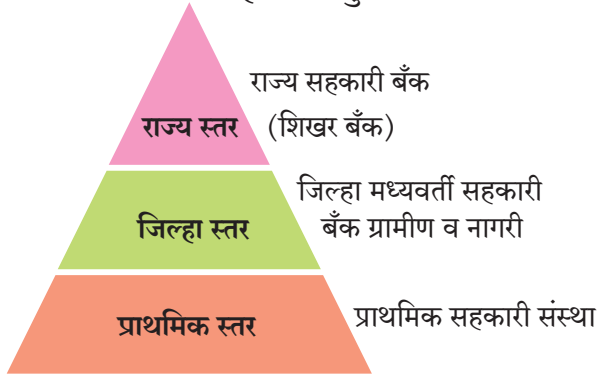 राज्य सहकारी बँक
राज्य स्तर (शिखर बँक)
जिल्हा मध्यवर्ती सहकारी
जिल्हा स्तर बँक ग्रामीण व नागरी
प्राथमिक स्तर प्राथमिक सहकारी संस्था